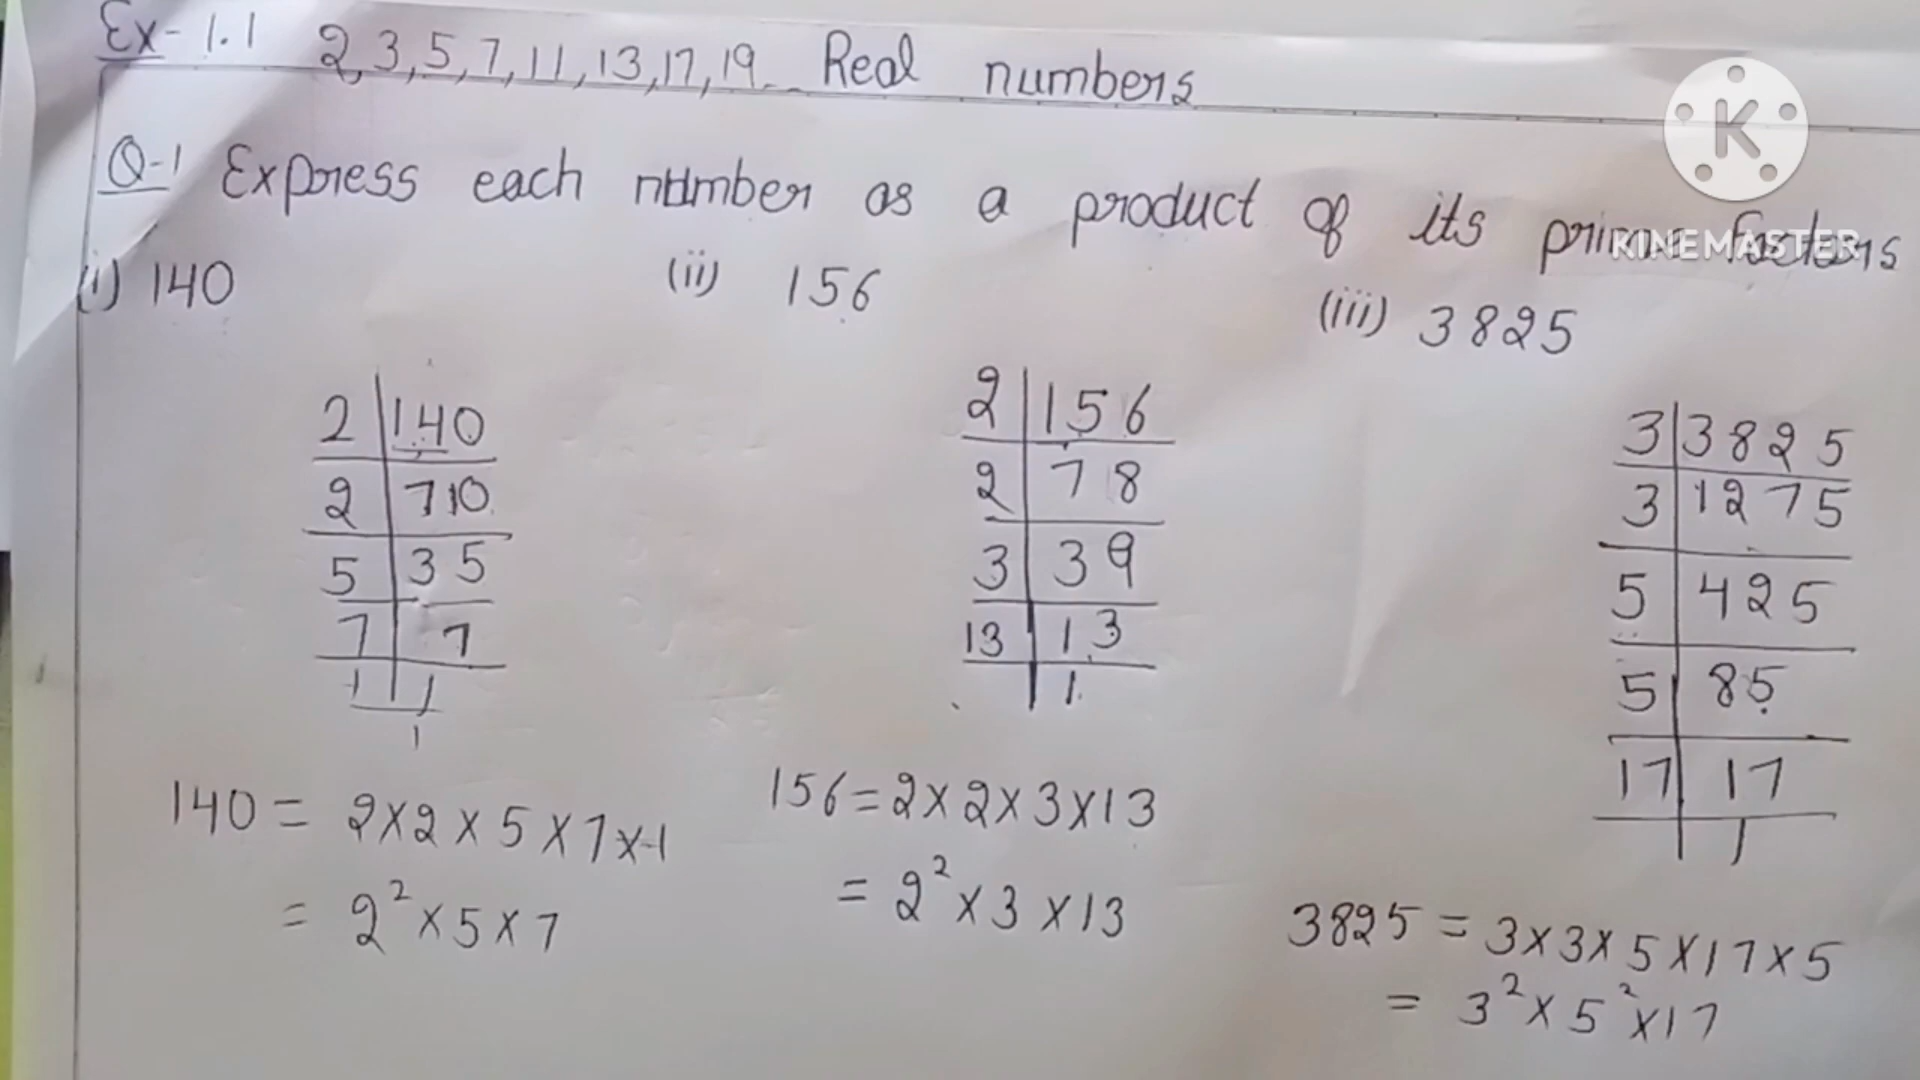 Ex-1.1 2,3,5,7,11,13,17,19.. Real numbers
Q-1 Express each number as a product of its prime factors
(i) 140 (ii) 156 (iii) 3825
2 | 140
2 | 710
5 | 35
7 | 7
1 | 1
1
2 | 156
2 | 78
3 | 39
13 | 13
1
3 | 3825
3 | 1275
5 | 425
5 | 85
17 | 17
1
140 = 2×2×5×7×1
= 2²×5×7
156 = 2×2×3×13
= 2²×3×13
3825 = 3×3×5×17×5
= 3²×5²×17
K
KINEMASTER